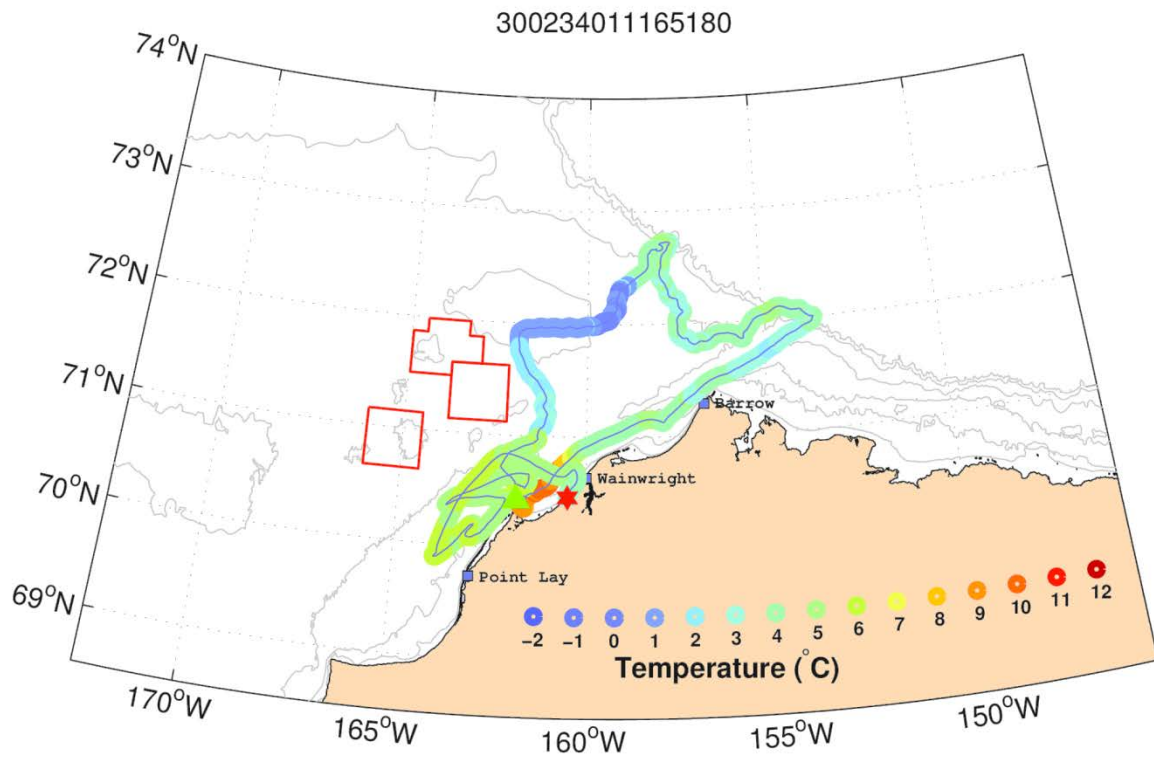 300234011165180
74°N
73°N
72°N
71°N
70°N
69°N
Barrow
Wainwright
Point Lay
-2 -1 0 1 2 3 4 5 6 7 8 9 10 11 12
Temperature (°C)
170°W
165°W
160°W
155°W
150°W